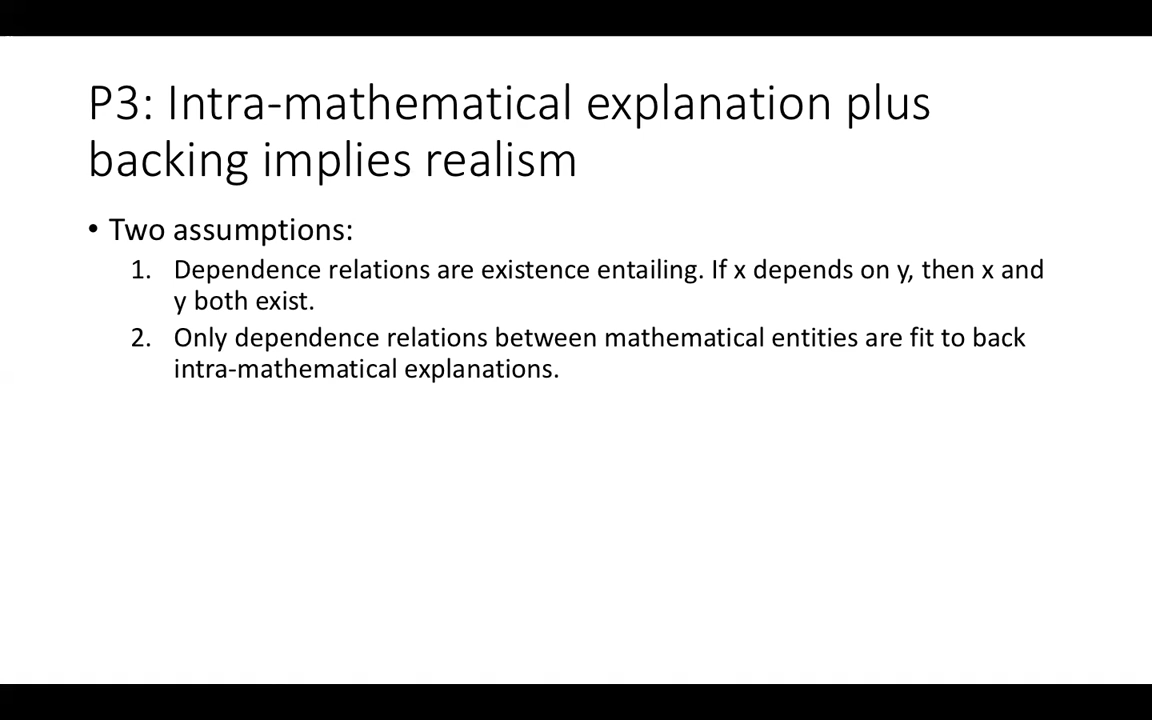 P3: Intra-mathematical explanation plus
backing implies realism
• Two assumptions:
1. Dependence relations are existence entailing. If x depends on y, then x and
y both exist.
2. Only dependence relations between mathematical entities are fit to back
intra-mathematical explanations.